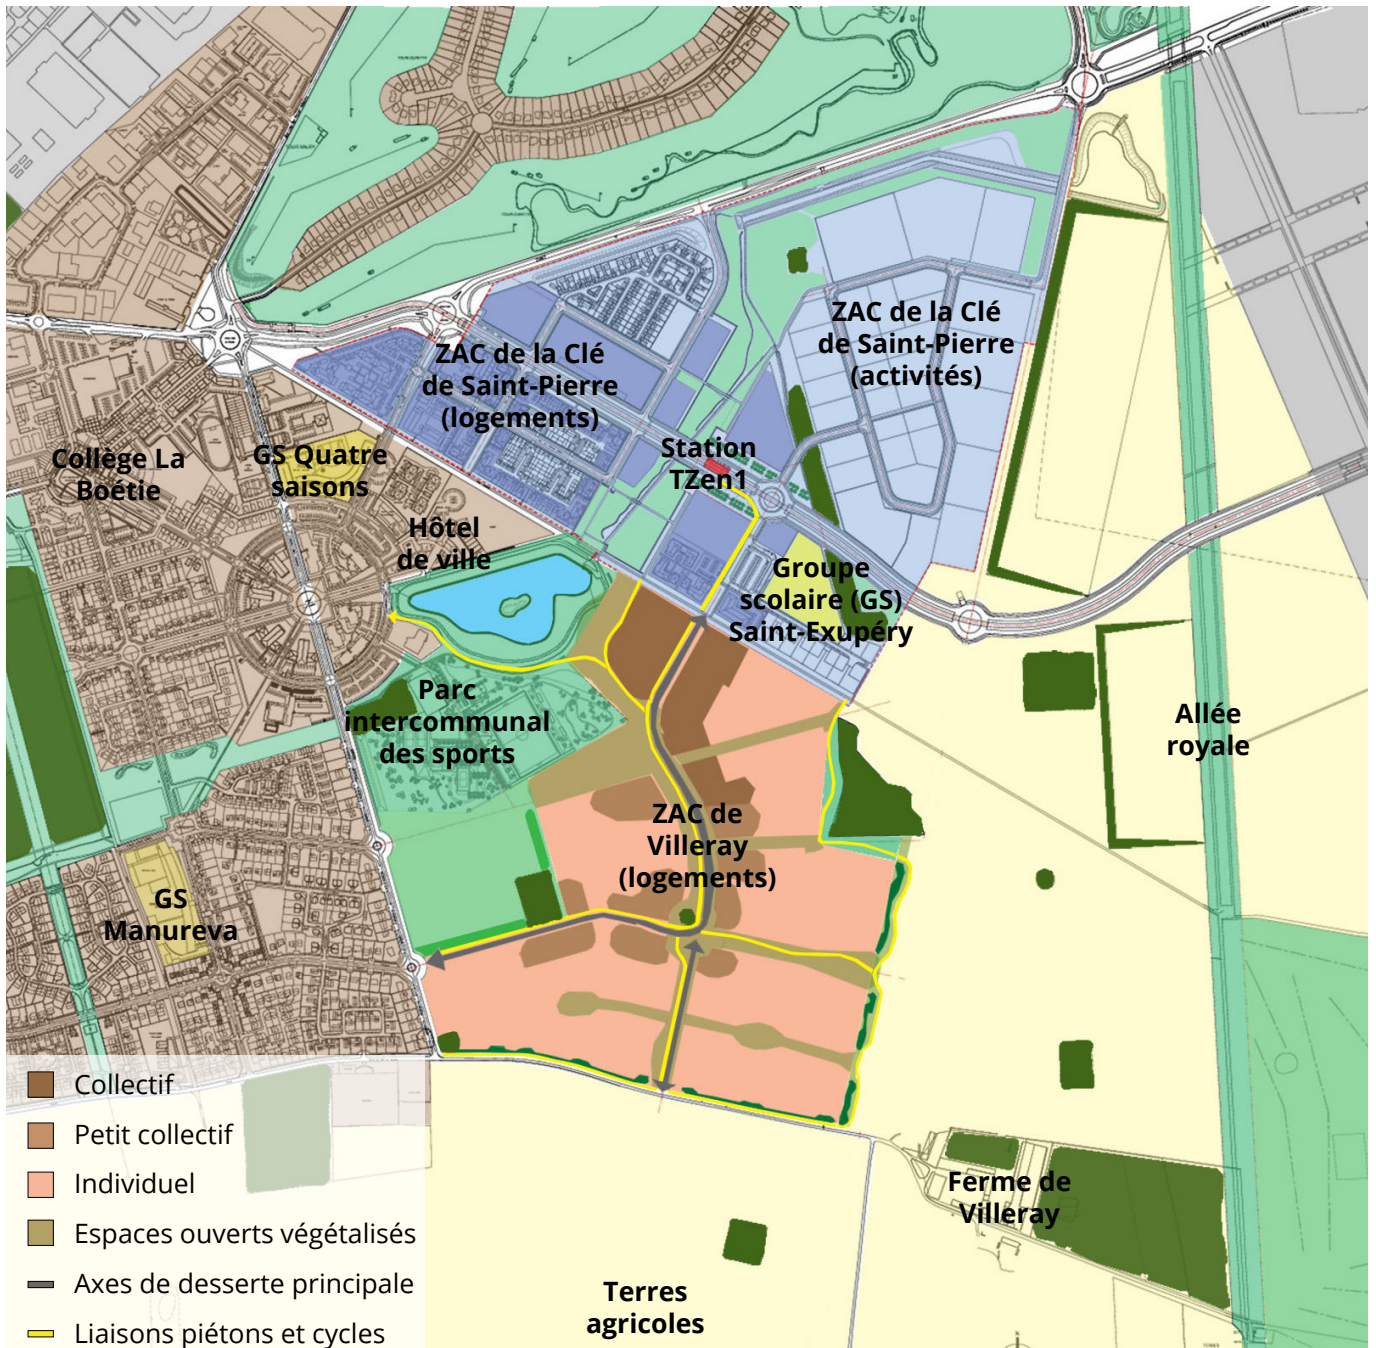 ZAC de la Clé
de Saint-Pierre
(activités)
ZAC de la Clé
de Saint-Pierre
(logements)
Station
TZen1
Collège La
Boétie
GS Quatre
saisons
Hôtel
de ville
Groupe
scolaire (GS)
Saint-Exupéry
Parc
intercommunal
des sports
Allée
royale
ZAC de
Villeray
(logements)
GS
Manureva
Ferme de
Villeray
Terres
agricoles
Collectif
Petit collectif
Individuel
Espaces ouverts végétalisés
Axes de desserte principale
Liaisons piétons et cycles